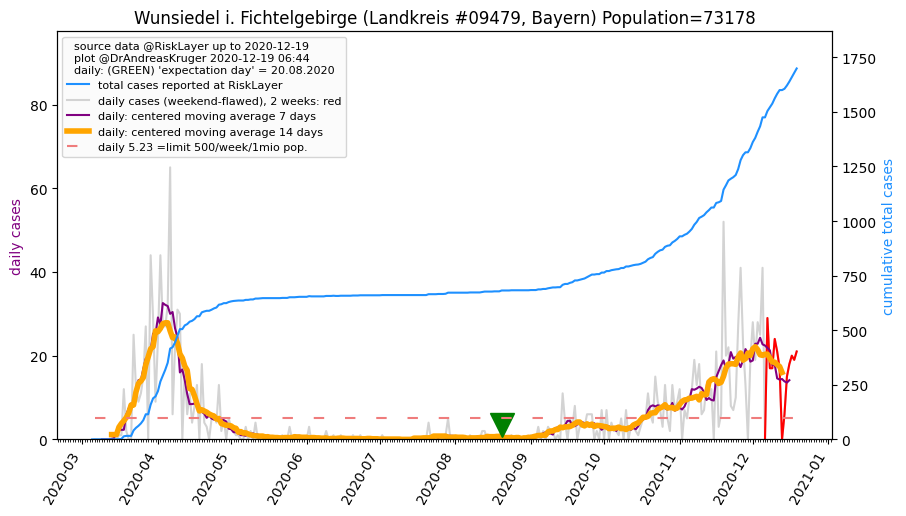 Wunsiedel i. Fichtelgebirge (Landkreis #09479, Bayern) Population=73178
source data @RiskLayer up to 2020-12-19
plot @DrAndreasKruger 2020-12-19 06:44
daily: (GREEN) 'expectation day' = 20.08.2020
total cases reported at RiskLayer
daily cases (weekend-flawed), 2 weeks: red
daily: centered moving average 7 days
daily: centered moving average 14 days
daily 5.23 =limit 500/week/1mio pop.
daily cases
80
60
40
20
0
cumulative total cases
1750
1500
1250
1000
750
500
250
0
2020-03
2020-04
2020-05
2020-06
2020-07
2020-08
2020-09
2020-10
2020-11
2020-12
2021-01